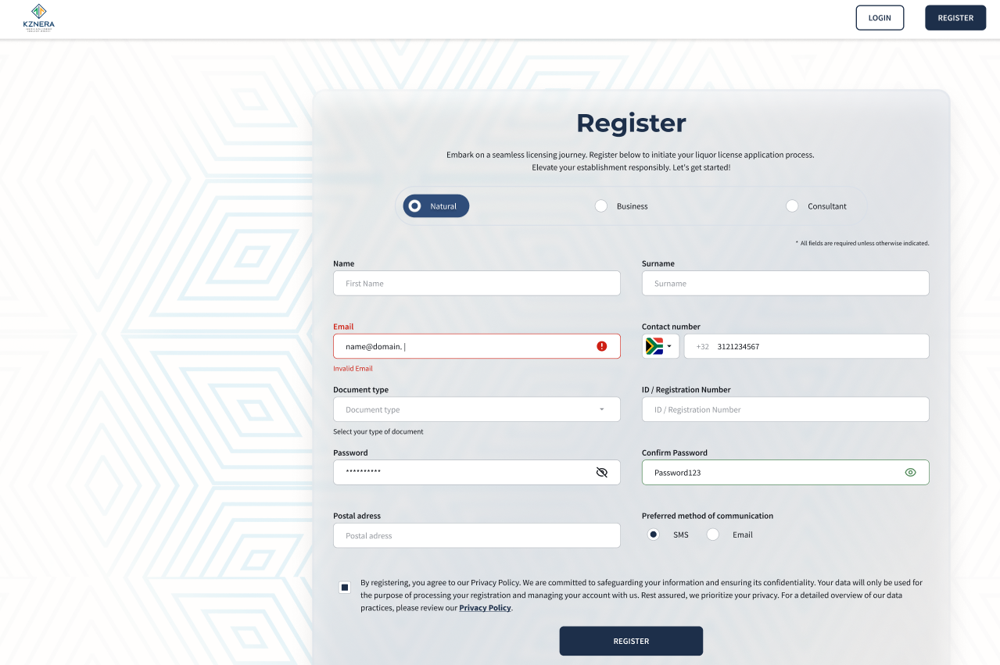 KZNERA
LOGIN
REGISTER
Register
Embark on a seamless licensing journey. Register below to initiate your liquor license application process.
Elevate your establishment responsibly. Let's get started!
Natural
Business
Consultant
* All fields are required unless otherwise indicated.
Name
Surname
First Name
Surname
Email
Contact number
name@domain. |
+32 3121234567
Invalid Email
Document type
ID / Registration Number
Document type
ID / Registration Number
Select your type of document
Password
Confirm Password
**********
Password123
Postal adress
Preferred method of communication
Postal adress
SMS
Email
By registering, you agree to our Privacy Policy. We are committed to safeguarding your information and ensuring its confidentiality. Your data will only be used for
the purpose of processing your registration and managing your account with us. Rest assured, we prioritize your privacy. For a detailed overview of our data
practices, please review our Privacy Policy.
REGISTER